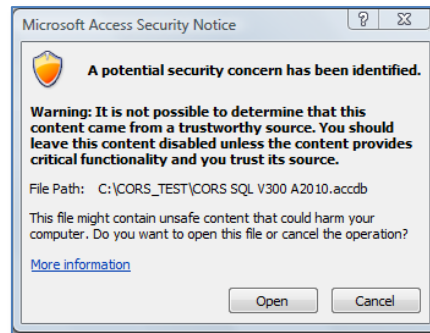 Microsoft Access Security Notice
A potential security concern has been identified.
Warning: It is not possible to determine that this
content came from a trustworthy source. You should
leave this content disabled unless the content provides
critical functionality and you trust its source.
File Path: C:\CORS_TEST\CORS SQL V300 A2010.accdb
This file might contain unsafe content that could harm your
computer. Do you want to open this file or cancel the operation?
More information
Open Cancel